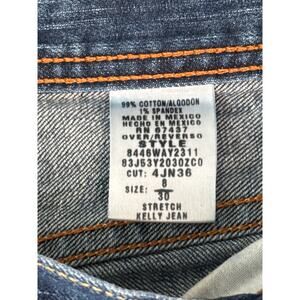 99% COTTON/ALGODON
1% SPANDEX
MADE IN MEXICO
HECHO EN MEXICO
RN 87437
OVER/REVERSO
STYLE
8446WAY2311
83J53Y2030ZC0
CUT: 4JN36
SIZE: 8
30
STRETCH
KELLY JEAN